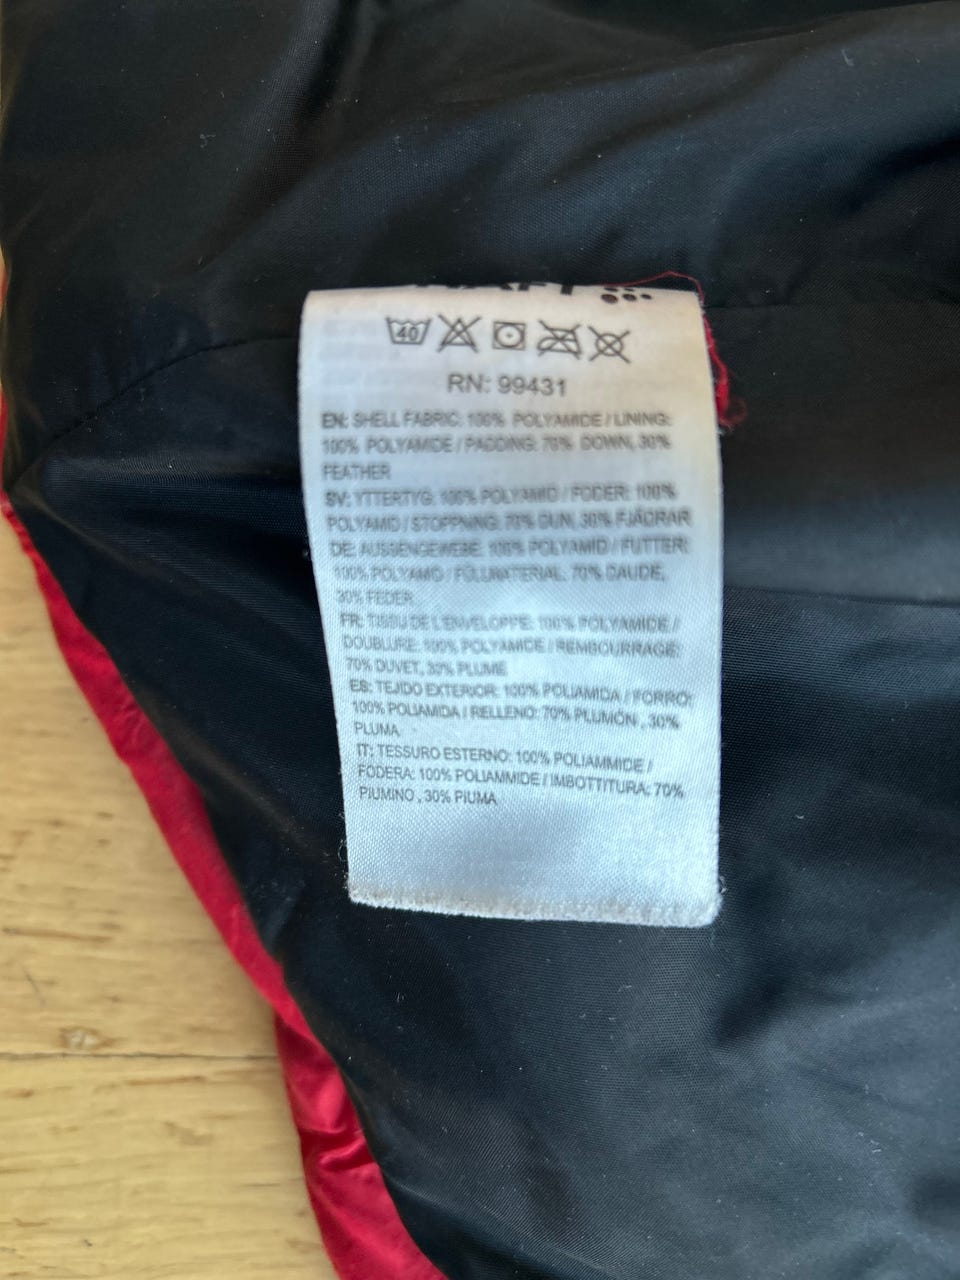 40
RN: 99431
EN: SHELL FABRIC: 100% POLYAMIDE / LINING:
100% POLYAMIDE / PADDING: 70% DOWN, 30%
FEATHER
SV: YTTERTYG: 100% POLYAMID / FODER: 100%
POLYAMID / STOPPNING: 70% DUN, 30% FJÄDRAR
DE: AUSSENGEWEBE: 100% POLYAMID / FUTTER:
100% POLYAMID / FÜLLMATERIAL: 70% DAUDE,
30% FEDER
FR: TISSU DE L'ENVELOPPE: 100% POLYAMIDE /
DOUBLURE: 100% POLYAMIDE / REMBOURRAGE:
70% DUVET, 30% PLUME
ES: TEJIDO EXTERIOR: 100% POLIAMIDA / FORRO:
100% POLIAMIDA / RELLENO: 70% PLUMÓN , 30%
PLUMA
IT: TESSURO ESTERNO: 100% POLIAMMIDE /
FODERA: 100% POLIAMMIDE / IMBOTTITURA: 70%
PIUMINO , 30% PIUMA